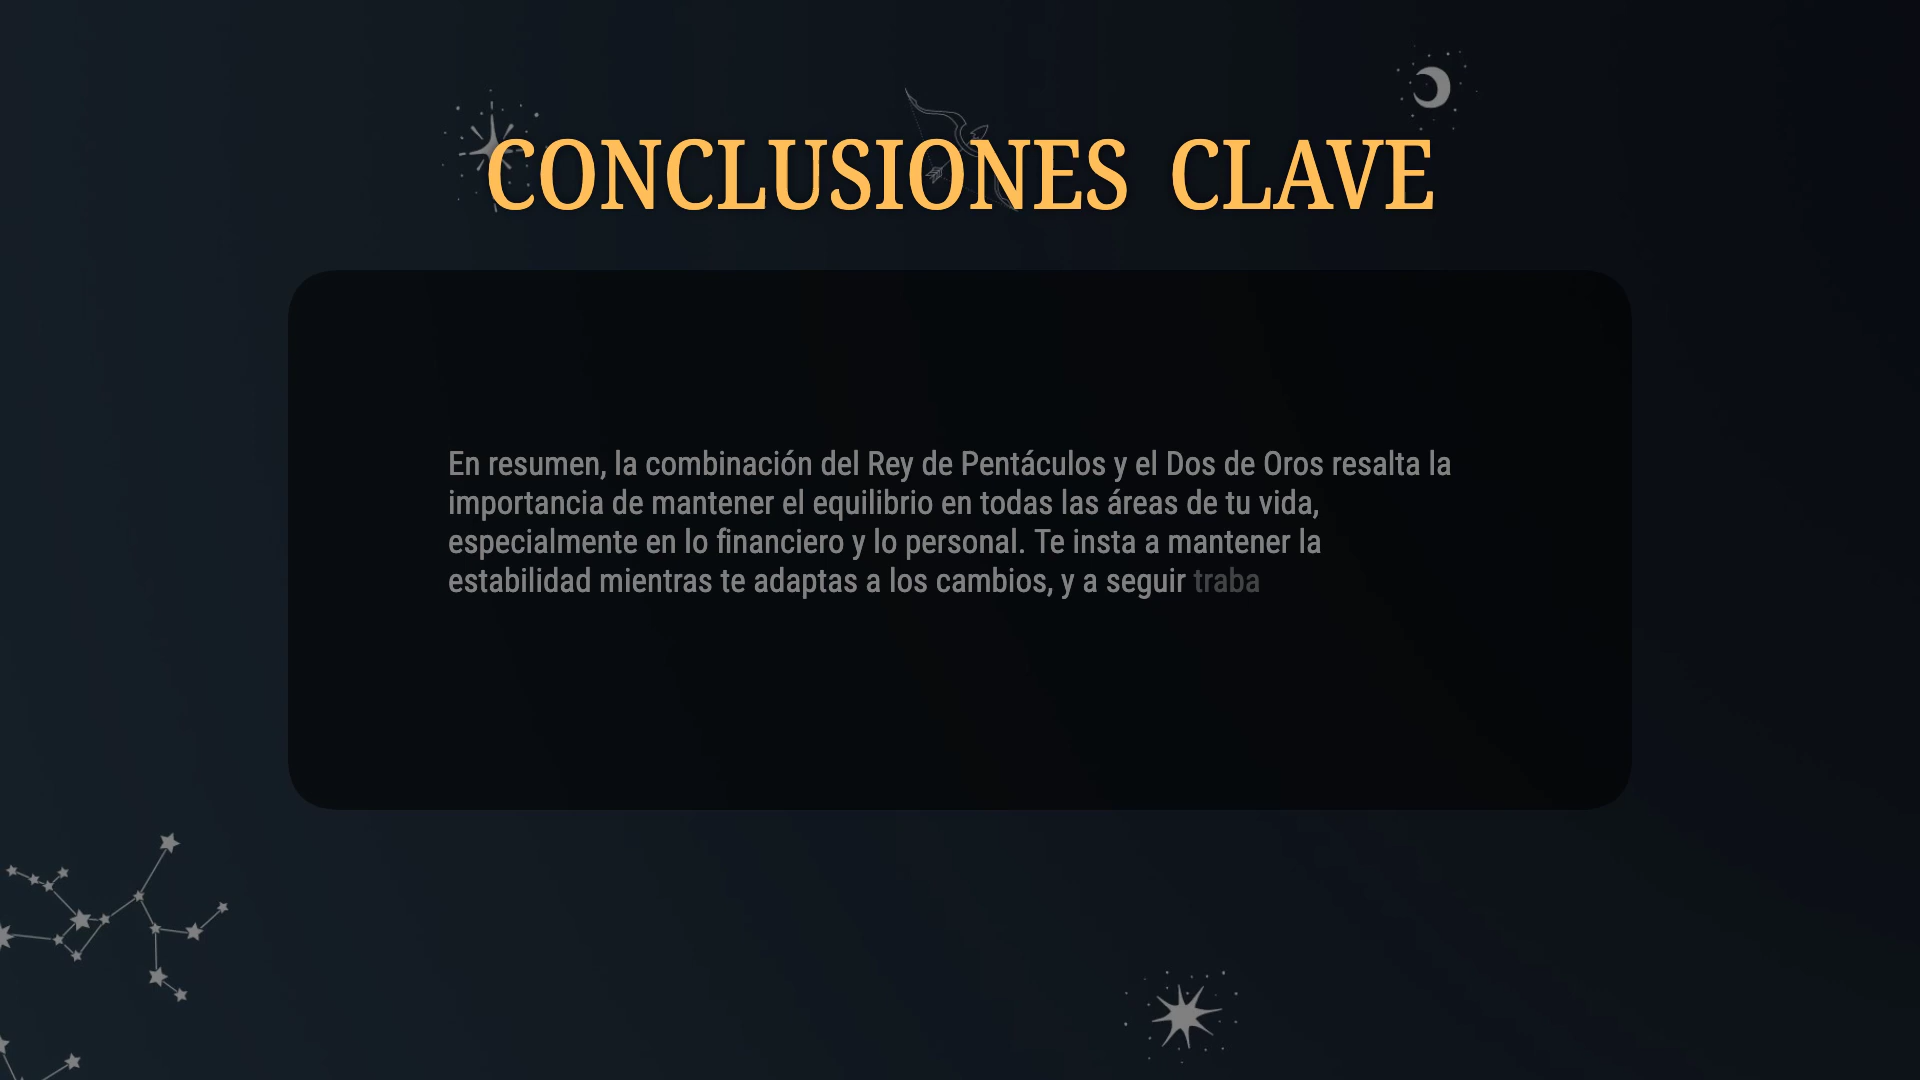 CONCLUSIONES CLAVE
En resumen, la combinación del Rey de Pentáculos y el Dos de Oros resalta la
importancia de mantener el equilibrio en todas las áreas de tu vida,
especialmente en lo financiero y lo personal. Te insta a mantener la
estabilidad mientras te adaptas a los cambios, y a seguir traba